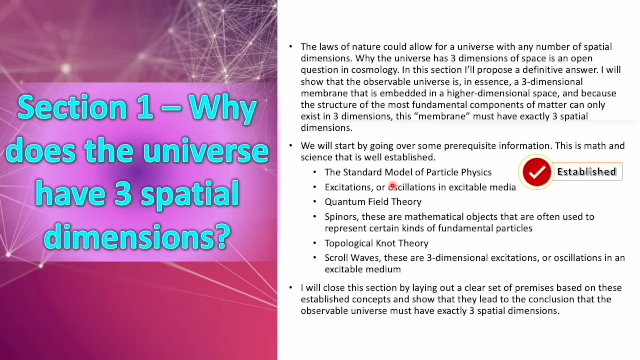 Section 1 – Why
does the universe
have 3 spatial
dimensions?
• The laws of nature could allow for a universe with any number of spatial
dimensions. Why the universe has 3 dimensions of space is an open
question in cosmology. In this section I'll propose a definitive answer. I will
show that the observable universe is, in essence, a 3-dimensional
membrane that is embedded in a higher-dimensional space, and because
the structure of the most fundamental components of matter can only
exist in 3 dimensions, this "membrane" must have exactly 3 spatial
dimensions.
• We will start by going over some prerequisite information. This is math and
science that is well established.
• The Standard Model of Particle Physics
• Excitations, or oscillations in excitable media
• Quantum Field Theory
• Spinors, these are mathematical objects that are often used to
represent certain kinds of fundamental particles
• Topological Knot Theory
• Scroll Waves, these are 3-dimensional excitations, or oscillations in an
excitable medium
Established
• I will close this section by laying out a clear set of premises based on these
established concepts and show that they lead to the conclusion that the
observable universe must have exactly 3 spatial dimensions.